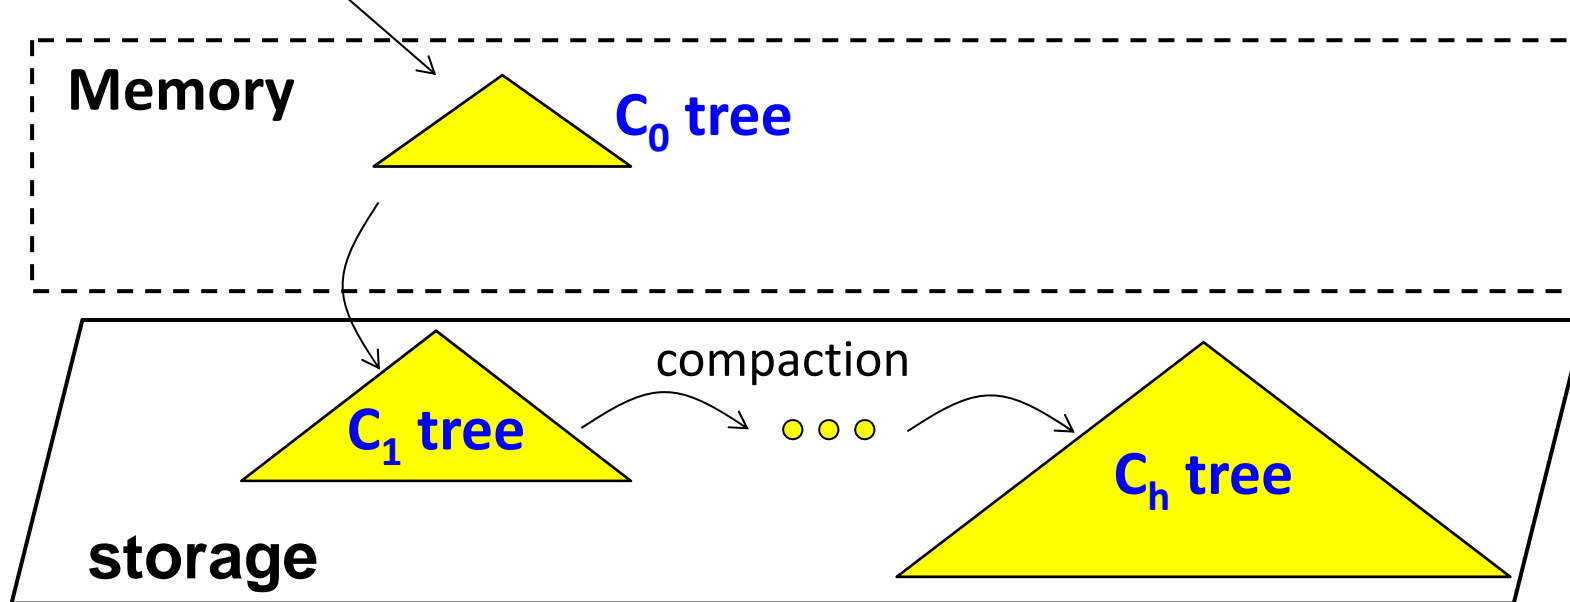 Memory
C₀ tree
compaction
C₁ tree
Cₕ tree
storage